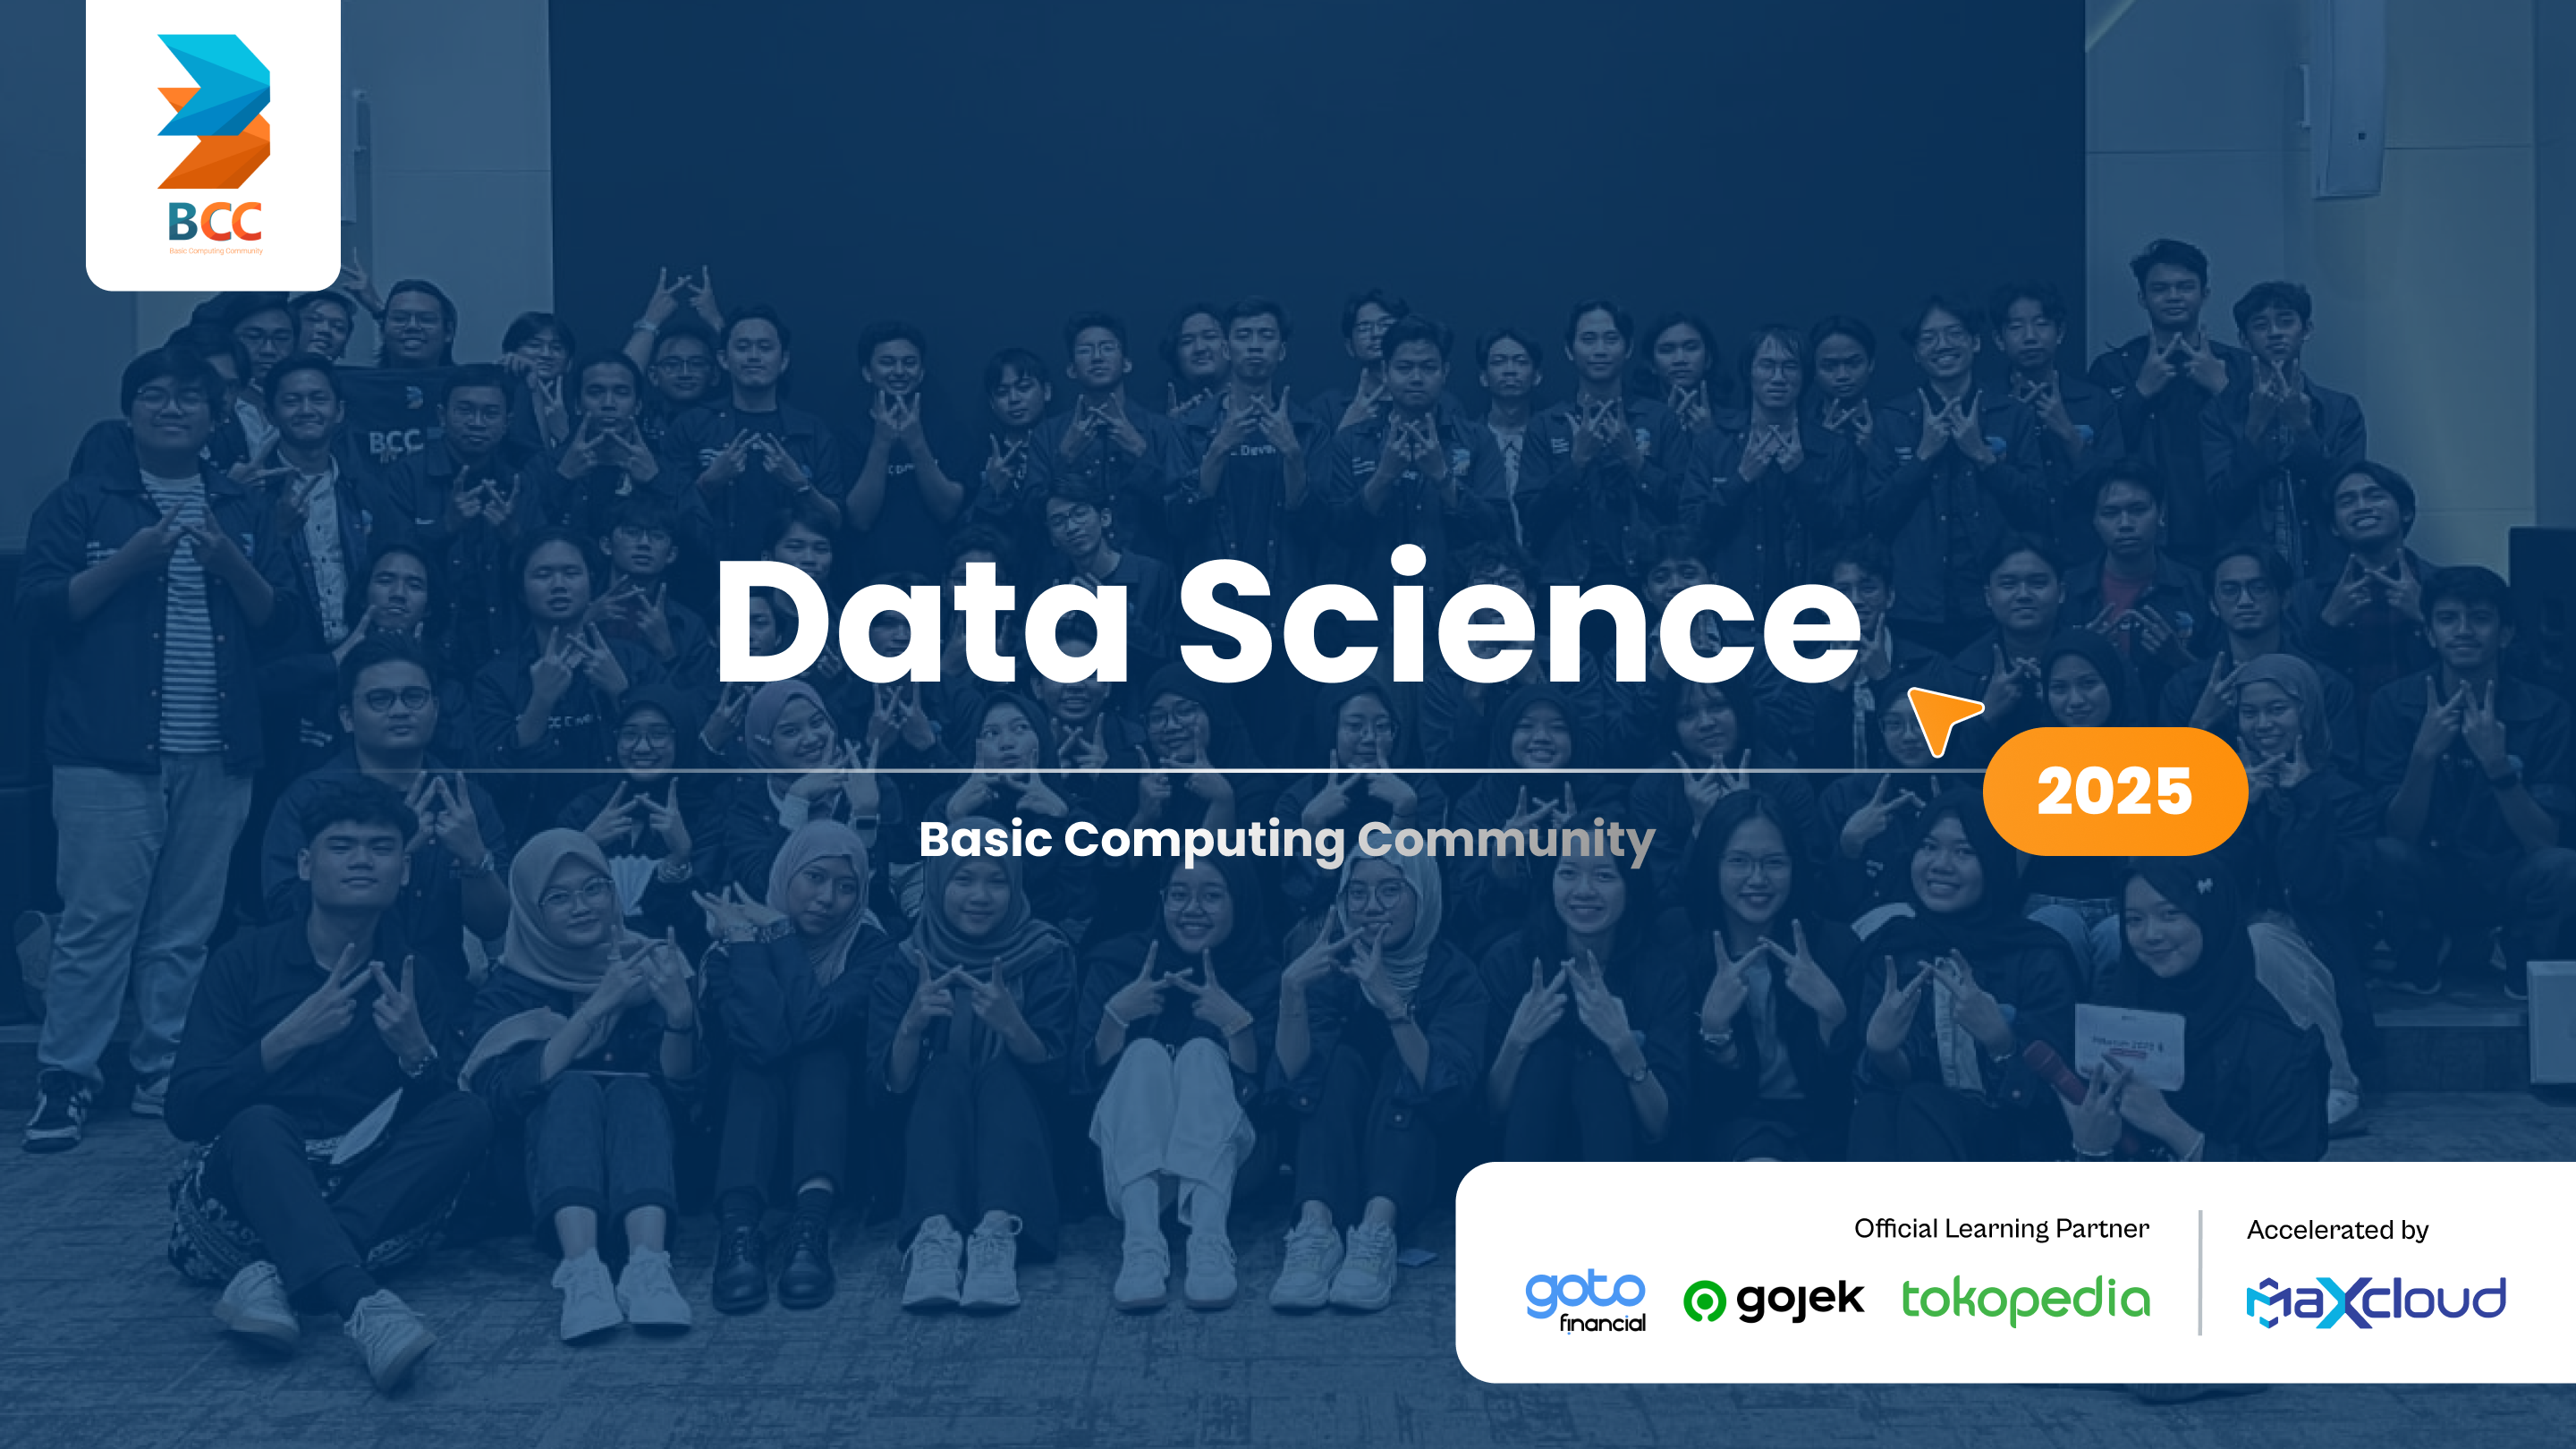 BCC
Basic Computing Community
BCC
Data Science
2025
Basic Computing Community
Official Learning Partner
Accelerated by
goto
financial
gojek
tokopedia
maxcloud